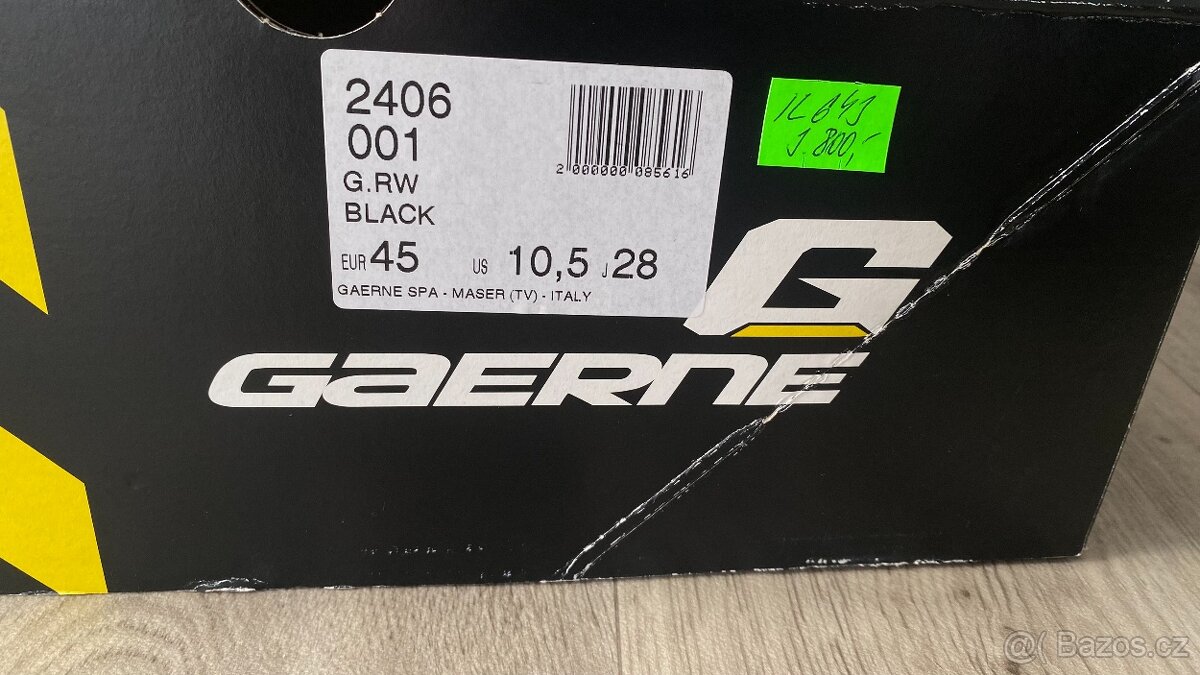 2406
001
G.RW
BLACK
EUR 45 US 10,5 J 28
GAERNE SPA - MASER (TV) - ITALY
2 000000 085616
800,-
G
GAERNE
@( Bazos.cz